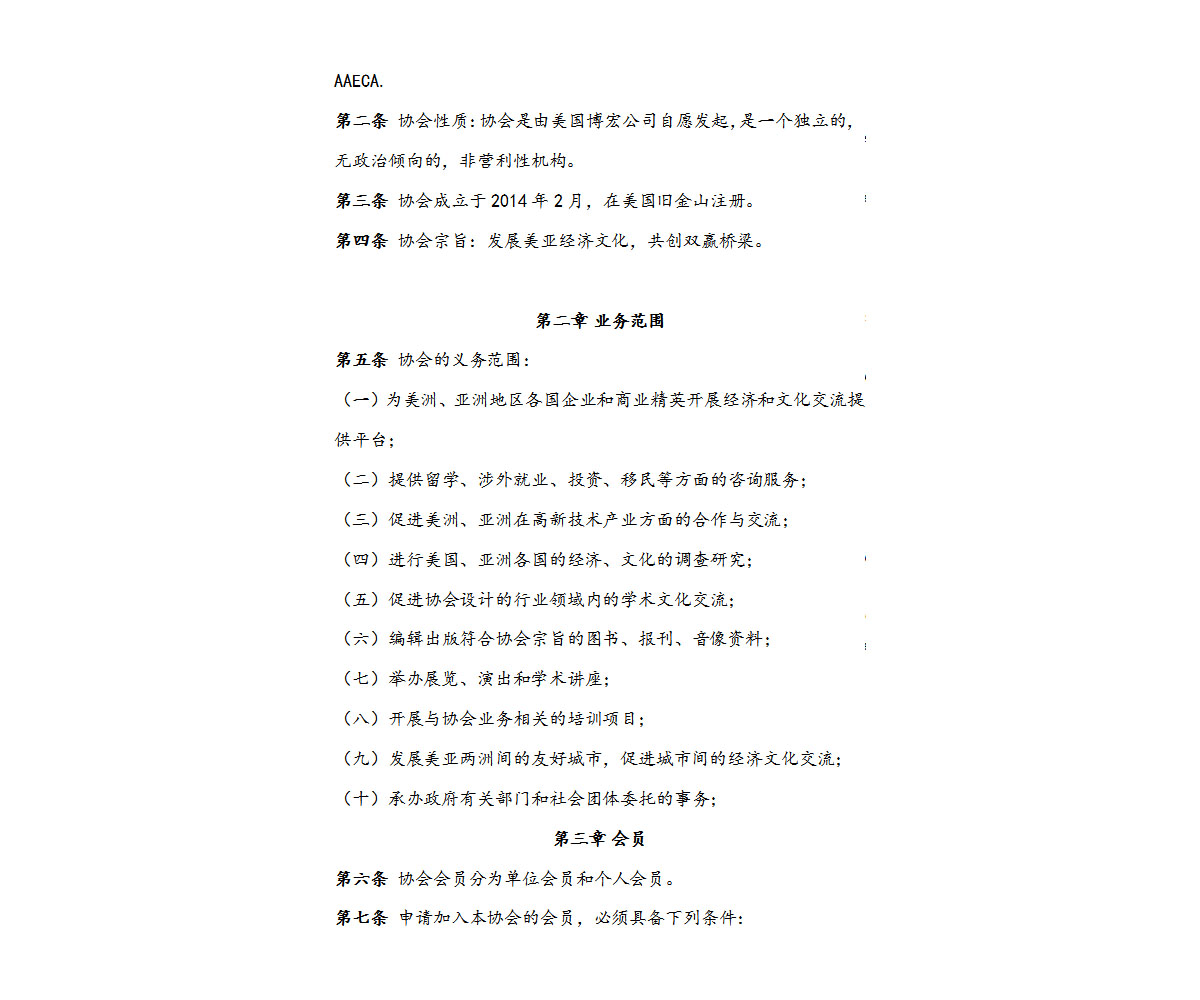 AAECA.
第二条 协会性质：协会是由美国博宏公司自愿发起，是一个独立的，
无政治倾向的，非营利性机构。
第三条 协会成立于 2014 年 2 月，在美国旧金山注册。
第四条 协会宗旨：发展美亚经济文化，共创双赢桥梁。
第二章 业务范围
第五条 协会的义务范围：
（一）为美洲、亚洲地区各国企业和商业精英开展经济和文化交流提
供平台；
（二）提供留学、涉外就业、投资、移民等方面的咨询服务；
（三）促进美洲、亚洲在高新技术产业方面的合作与交流；
（四）进行美国、亚洲各国的经济、文化的调查研究；
（五）促进协会设计的行业领域内的学术文化交流；
（六）编辑出版符合协会宗旨的图书、报刊、音像资料；
（七）举办展览、演出和学术讲座；
（八）开展与协会业务相关的培训项目；
（九）发展美亚两洲间的友好城市，促进城市间的经济文化交流；
（十）承办政府有关部门和社会团体委托的事务；
第三章 会员
第六条 协会会员分为单位会员和个人会员。
第七条 申请加入本协会的会员，必须具备下列条件：